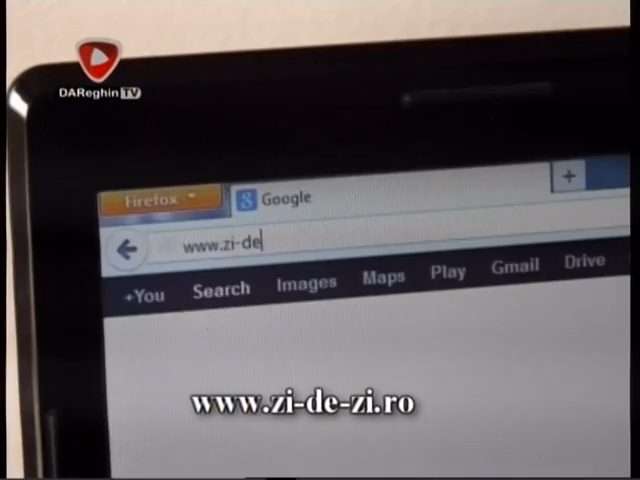 DAReghin TV
Firefox
Google
+
www.zi-de
+You Search Images Maps Play Gmail Drive
www.zi-de-zi.ro